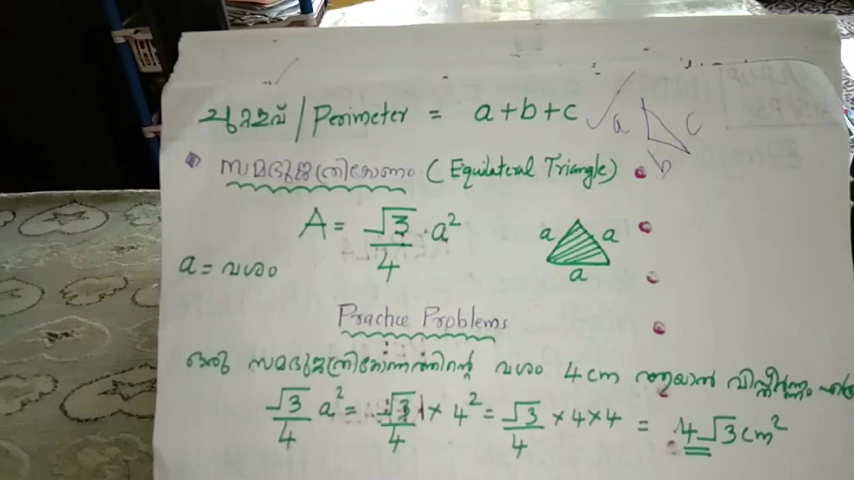 ചുറ്റളവ് / Perimeter = a+b+c ✓ a c b
സമഭുജത്രികോണം (Equilateral Triangle)
A = √3/4 · a² a a a
a = വശം
Practice Problems
ഒരു സമഭുജത്രികോണത്തിന്റെ വശം 4 cm ആയാൽ വിസ്തീർണ്ണം
√3/4 a² = √3/4 × 4² = √3/4 × 4 × 4 = 4√3 cm²